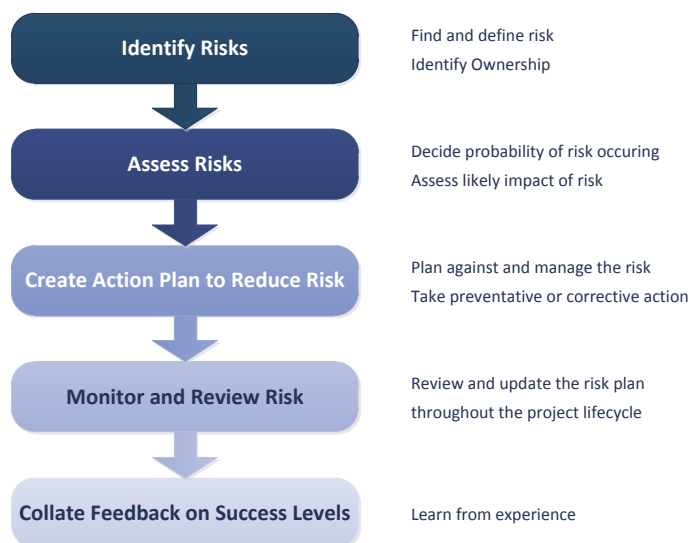 Identify Risks
Find and define risk
Identify Ownership
Assess Risks
Decide probability of risk occuring
Assess likely impact of risk
Create Action Plan to Reduce Risk
Plan against and manage the risk
Take preventative or corrective action
Monitor and Review Risk
Review and update the risk plan
throughout the project lifecycle
Collate Feedback on Success Levels
Learn from experience